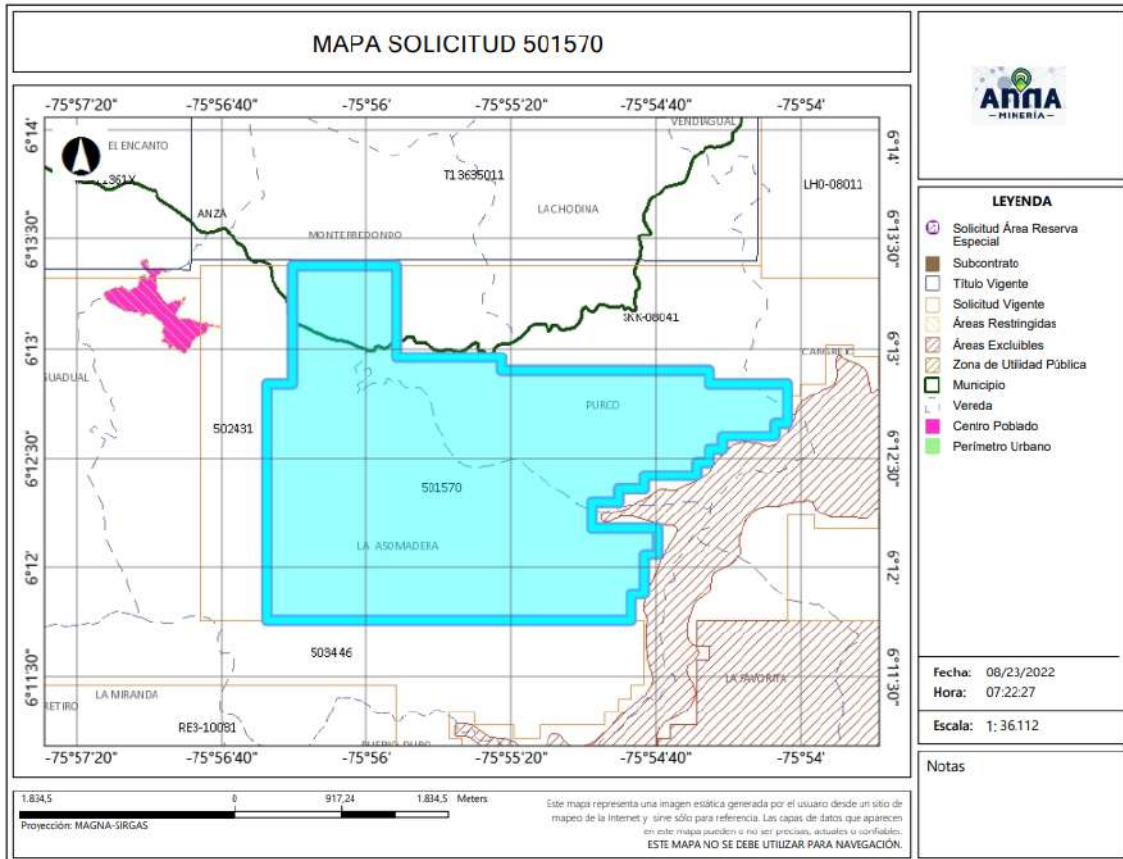 MAPA SOLICITUD 501570
ANNA
—MINERÍA—
-75°57'20" -75°56'40" -75°56' -75°55'20" -75°54'40" -75°54'
6°14' 6°14'
EL ENCANTO
VENDIAGUAL
T13635011
LH0-08011
ANZA
LA CHODINA
MONTERREDONDO
6°13'30" 6°13'30"
6°13' 6°13'
PURCO
502431
6°12'30" 6°12'30"
501570
LA ASOMADERA
6°12' 6°12'
503446
6°11'30" 6°11'30"
LA FAVORITA
LA MIRANDA
RETIRO
RE3-10081
-75°57'20" -75°56'40" -75°56' -75°55'20" -75°54'40" -75°54'
LEYENDA
Solicitud Área Reserva
Especial
Subcontrato
Título Vigente
Solicitud Vigente
Áreas Restringidas
Áreas Excluibles
Zona de Utilidad Pública
Municipio
Vereda
Centro Poblado
Perímetro Urbano
Fecha: 08/23/2022
Hora: 07:22:27
Escala: 1: 36.112
Notas
1.834,5 0 917,24 1.834,5 Meters
Proyección: MAGNA-SIRGAS
Este mapa representa una imagen estática generada por el usuario desde un sitio de
mapeo de la Internet y sirve sólo para referencia. Las capas de datos que aparecen
en este mapa pueden o no ser precisas, actuales o confiables.
ESTE MAPA NO SE DEBE UTILIZAR PARA NAVEGACIÓN.